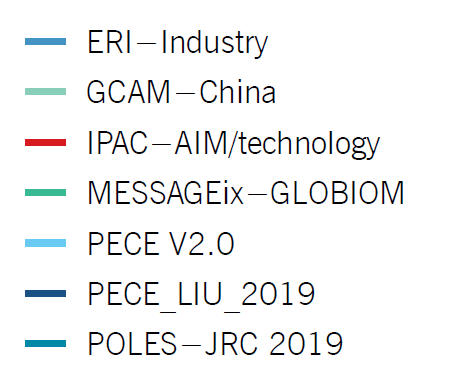 ERI–Industry
GCAM–China
IPAC–AIM/technology
MESSAGEix–GLOBIOM
PECE V2.0
PECE_LIU_2019
POLES–JRC 2019